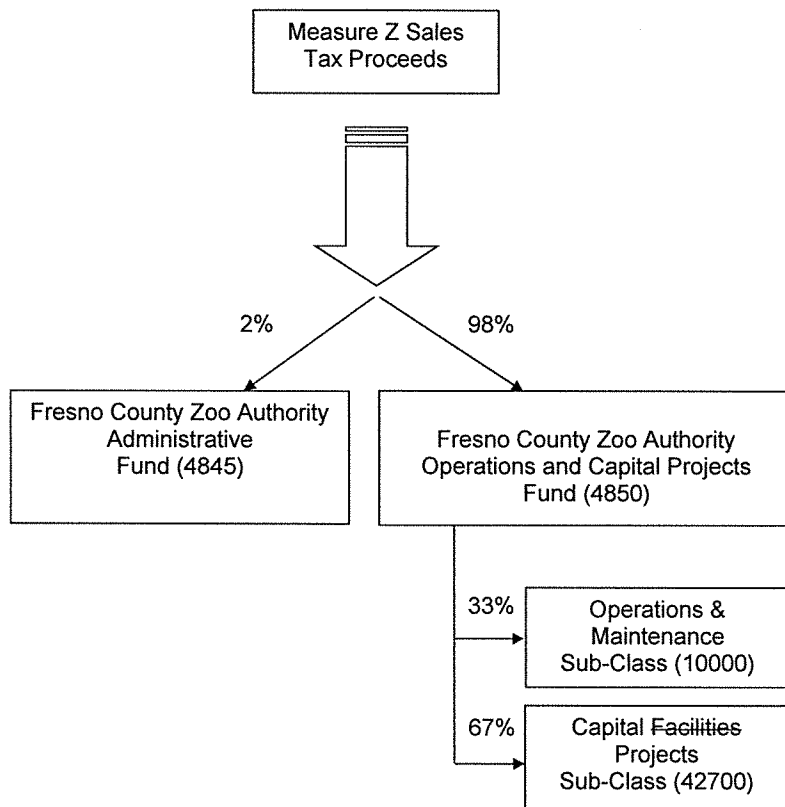 Measure Z Sales
Tax Proceeds
2%
98%
Fresno County Zoo Authority
Administrative
Fund (4845)
Fresno County Zoo Authority
Operations and Capital Projects
Fund (4850)
33%
Operations &
Maintenance
Sub-Class (10000)
67%
Capital Facilities
Projects
Sub-Class (42700)